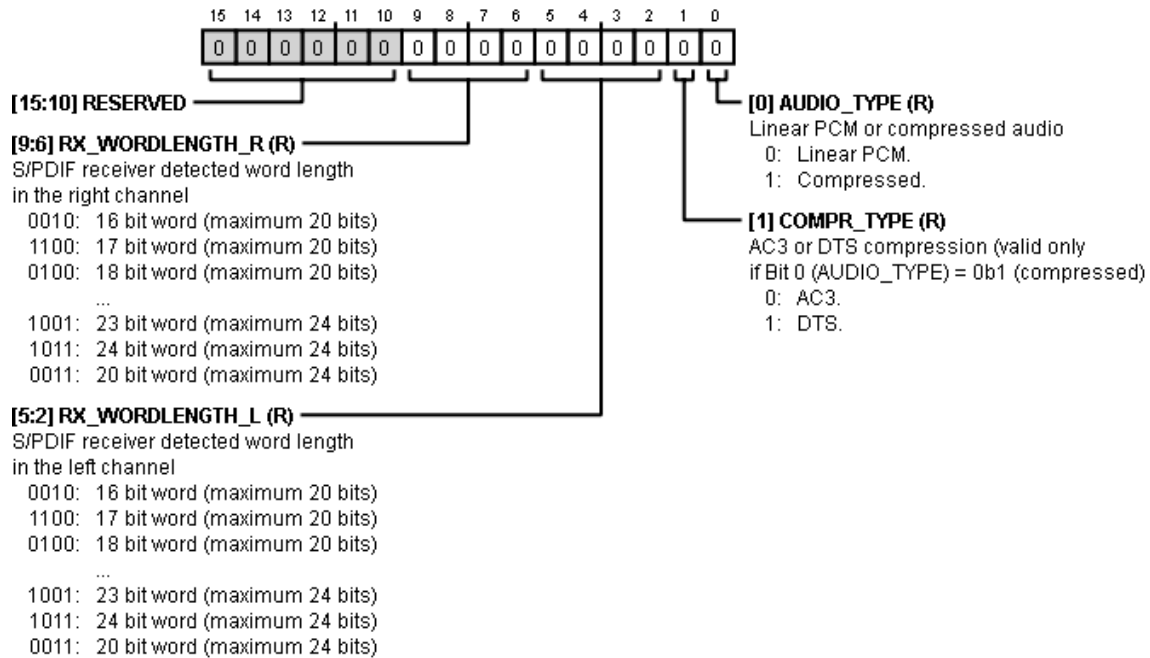 15 14 13 12 11 10 9 8 7 6 5 4 3 2 1 0
0 0 0 0 0 0 0 0 0 0 0 0 0 0 0 0
[15:10] RESERVED
[9:6] RX_WORDLENGTH_R (R)
S/PDIF receiver detected word length
in the right channel
0010: 16 bit word (maximum 20 bits)
1100: 17 bit word (maximum 20 bits)
0100: 18 bit word (maximum 20 bits)
...
1001: 23 bit word (maximum 24 bits)
1011: 24 bit word (maximum 24 bits)
0011: 20 bit word (maximum 24 bits)
[5:2] RX_WORDLENGTH_L (R)
S/PDIF receiver detected word length
in the left channel
0010: 16 bit word (maximum 20 bits)
1100: 17 bit word (maximum 20 bits)
0100: 18 bit word (maximum 20 bits)
...
1001: 23 bit word (maximum 24 bits)
1011: 24 bit word (maximum 24 bits)
0011: 20 bit word (maximum 24 bits)
[0] AUDIO_TYPE (R)
Linear PCM or compressed audio
0: Linear PCM.
1: Compressed.
[1] COMPR_TYPE (R)
AC3 or DTS compression (valid only
if Bit 0 (AUDIO_TYPE) = 0b1 (compressed)
0: AC3.
1: DTS.